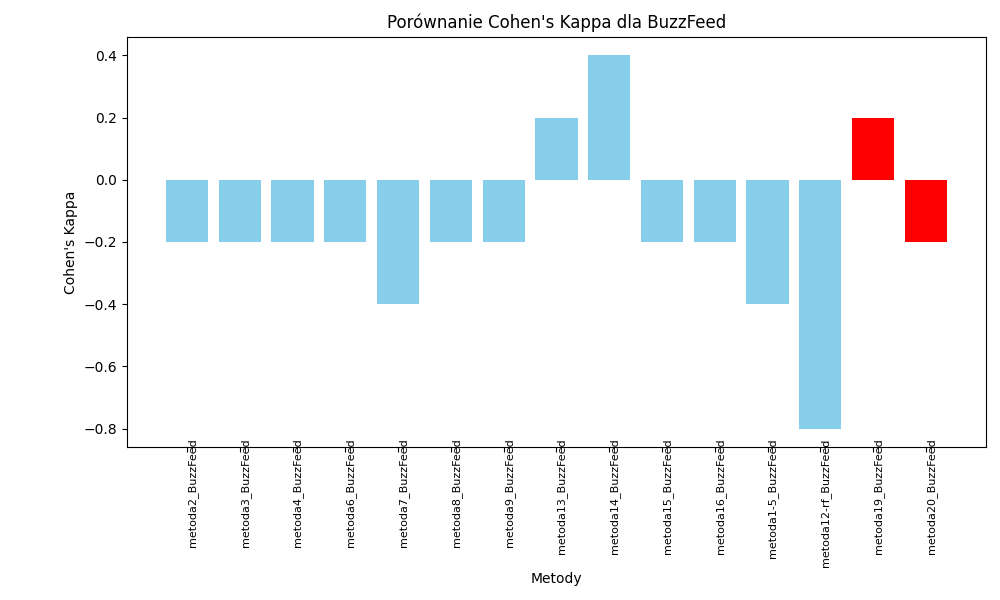 Porównanie Cohen's Kappa dla BuzzFeed
Cohen's Kappa
0.4
0.2
0.0
−0.2
−0.4
−0.6
−0.8
metoda2_BuzzFeed
metoda3_BuzzFeed
metoda4_BuzzFeed
metoda6_BuzzFeed
metoda7_BuzzFeed
metoda8_BuzzFeed
metoda9_BuzzFeed
metoda13_BuzzFeed
metoda14_BuzzFeed
metoda15_BuzzFeed
metoda16_BuzzFeed
metoda1-5_BuzzFeed
metoda12-rf_BuzzFeed
metoda19_BuzzFeed
metoda20_BuzzFeed
Metody